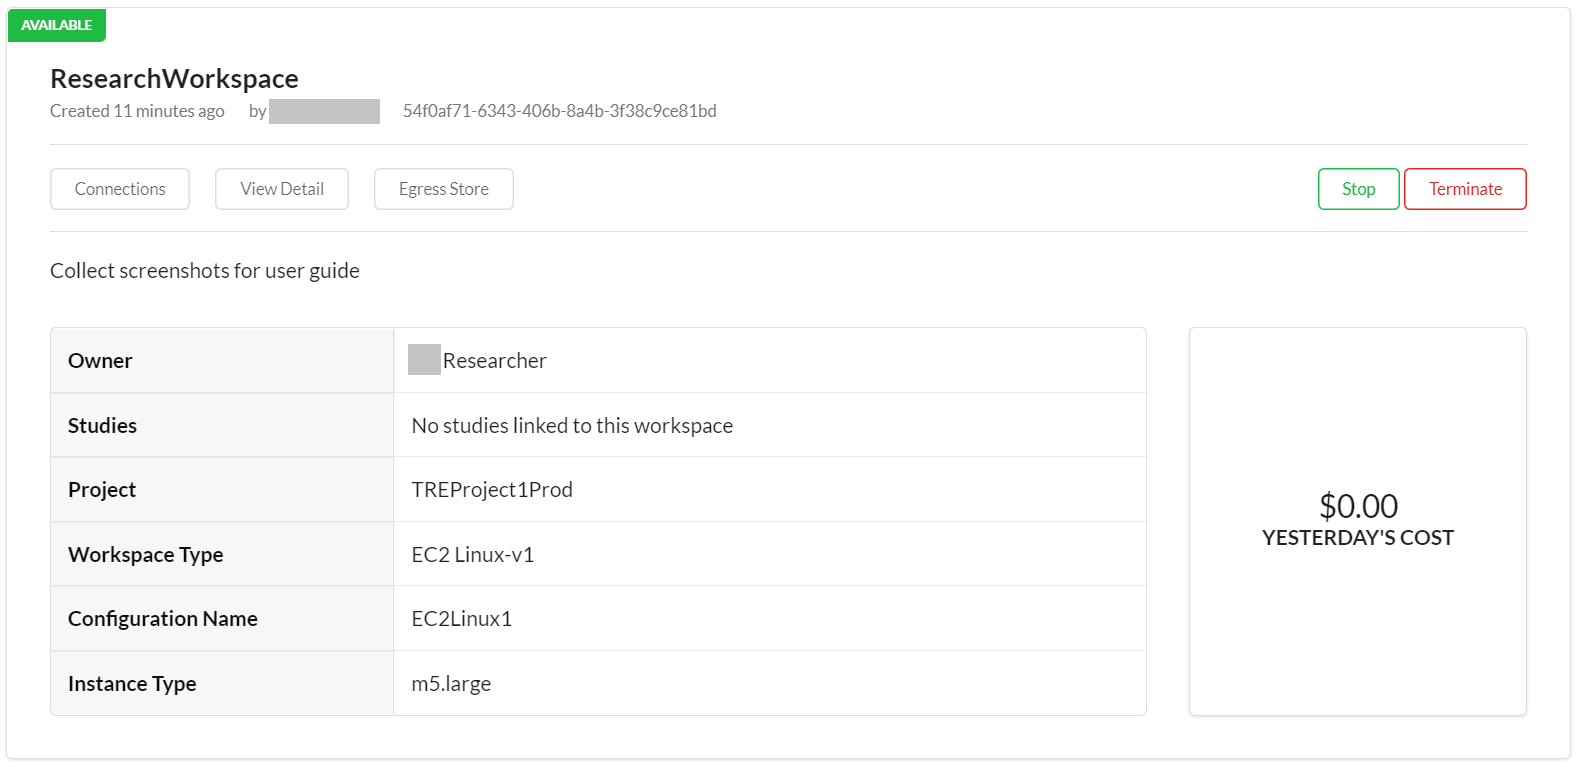 AVAILABLE
ResearchWorkspace
Created 11 minutes ago by 54f0af71-6343-406b-8a4b-3f38c9ce81bd
Connections View Detail Egress Store Stop Terminate
Collect screenshots for user guide
Owner Researcher
Studies No studies linked to this workspace
Project TREProject1Prod
Workspace Type EC2 Linux-v1
Configuration Name EC2Linux1
Instance Type m5.large
$0.00
YESTERDAY'S COST